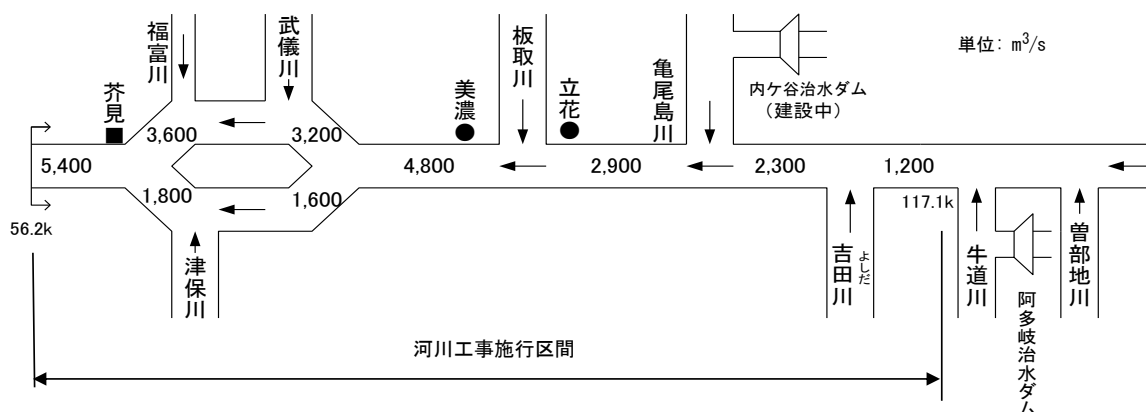 福富川
武儀川
板取川
亀尾島川
単位: m³/s
内ケ谷治水ダム
(建設中)
芥見
美濃
立花
3,600
3,200
5,400
4,800
2,900
2,300
1,200
1,800
1,600
56.2k
117.1k
津保川
吉田川
よしだ
牛道川
阿多岐治水ダム
曽部地川
河川工事施行区間